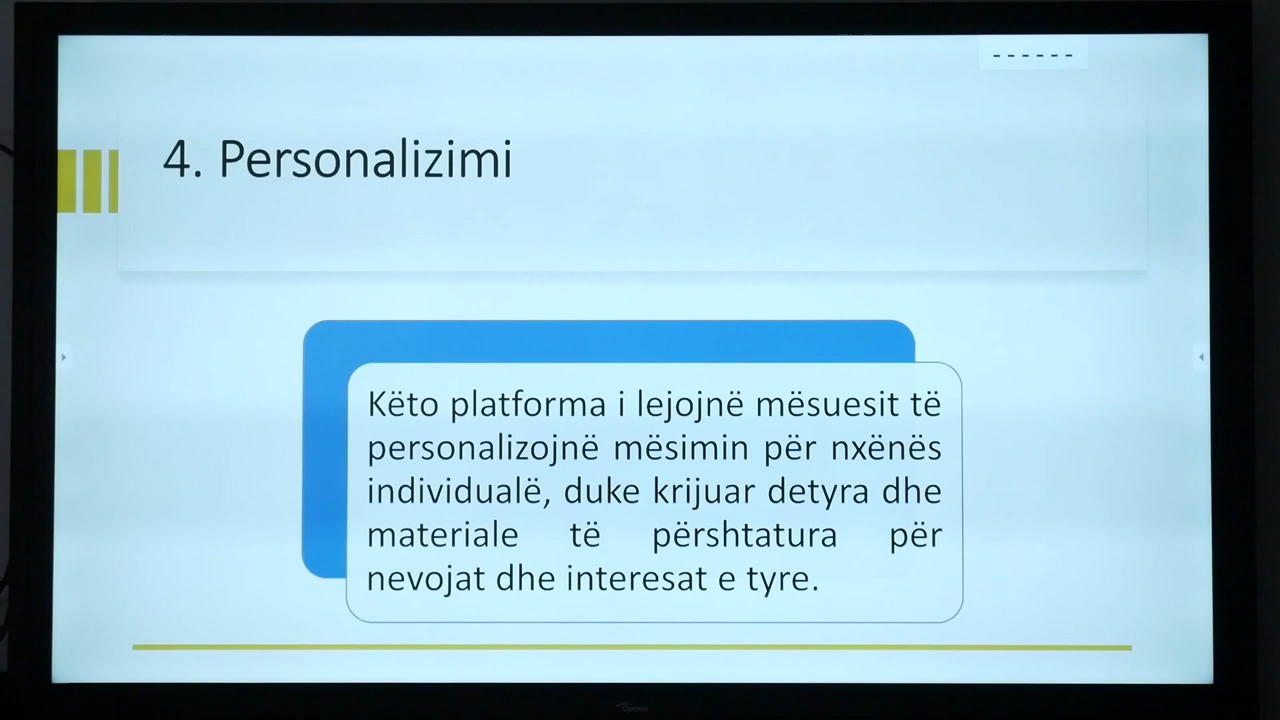 ------
4. Personalizimi
Këto platforma i lejojnë mësuesit të
personalizojnë mësimin për nxënës
individualë, duke krijuar detyra dhe
materiale të përshtatura për
nevojat dhe interesat e tyre.